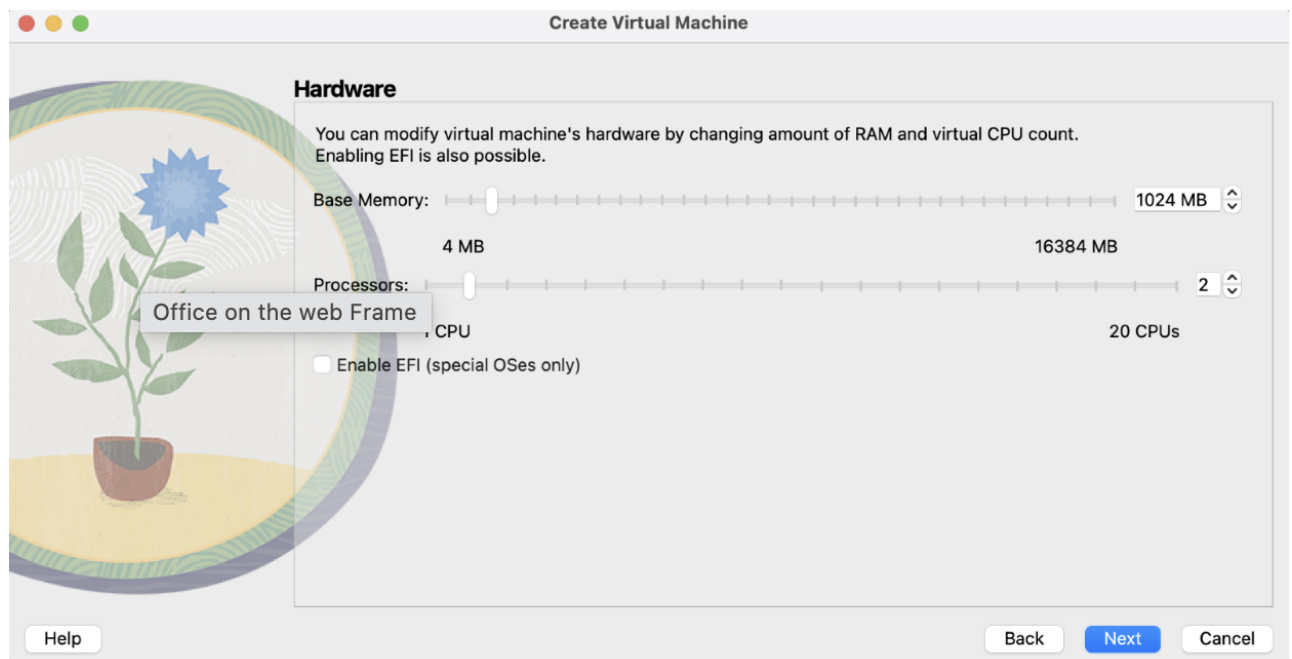 Create Virtual Machine
Hardware
You can modify virtual machine's hardware by changing amount of RAM and virtual CPU count.
Enabling EFI is also possible.
Base Memory: 1024 MB
4 MB 16384 MB
Processors: 2
Office on the web Frame
CPU 20 CPUs
Enable EFI (special OSes only)
Help Back Next Cancel